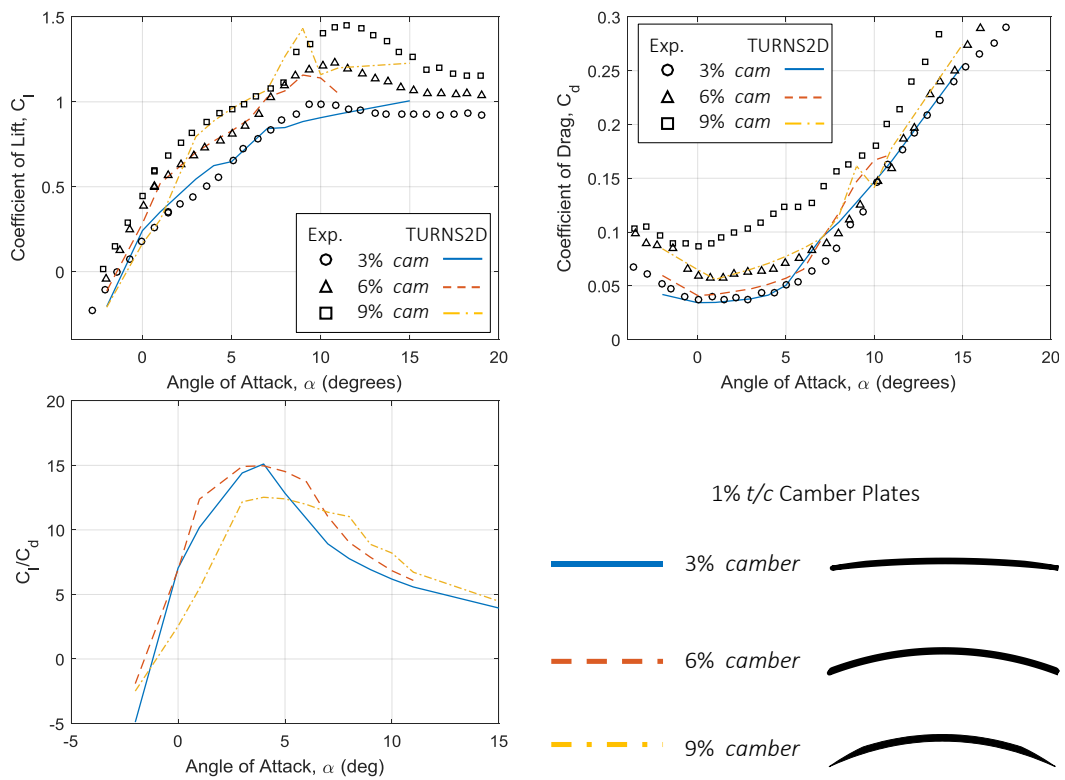 1.5
1
0.5
0
0
5
10
15
20
Coefficient of Lift, C_l
Angle of Attack, α (degrees)
Exp. TURNS2D
3% cam
6% cam
9% cam
0.3
0.25
0.2
0.15
0.1
0.05
0
0
5
10
15
20
Coefficient of Drag, C_d
Angle of Attack, α (degrees)
Exp. TURNS2D
3% cam
6% cam
9% cam
20
15
10
5
0
-5
-5
0
5
10
15
C_l/C_d
Angle of Attack, α (deg)
1% t/c Camber Plates
3% camber
6% camber
9% camber